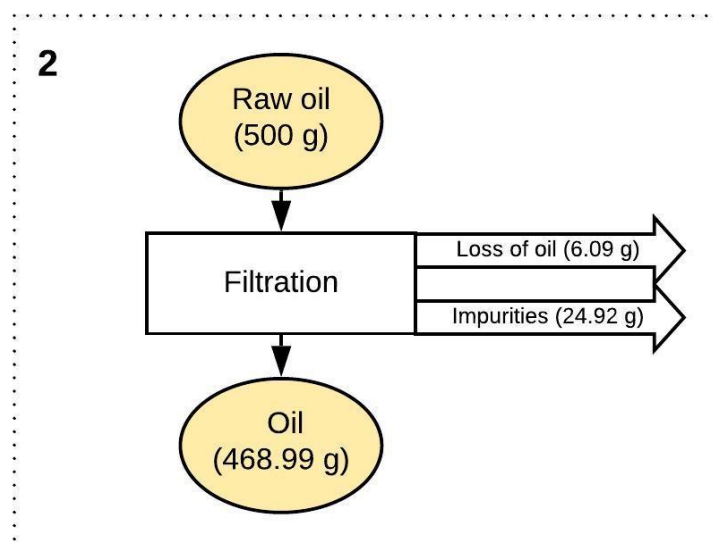 2
Raw oil
(500 g)
Filtration
Loss of oil (6.09 g)
Impurities (24.92 g)
Oil
(468.99 g)